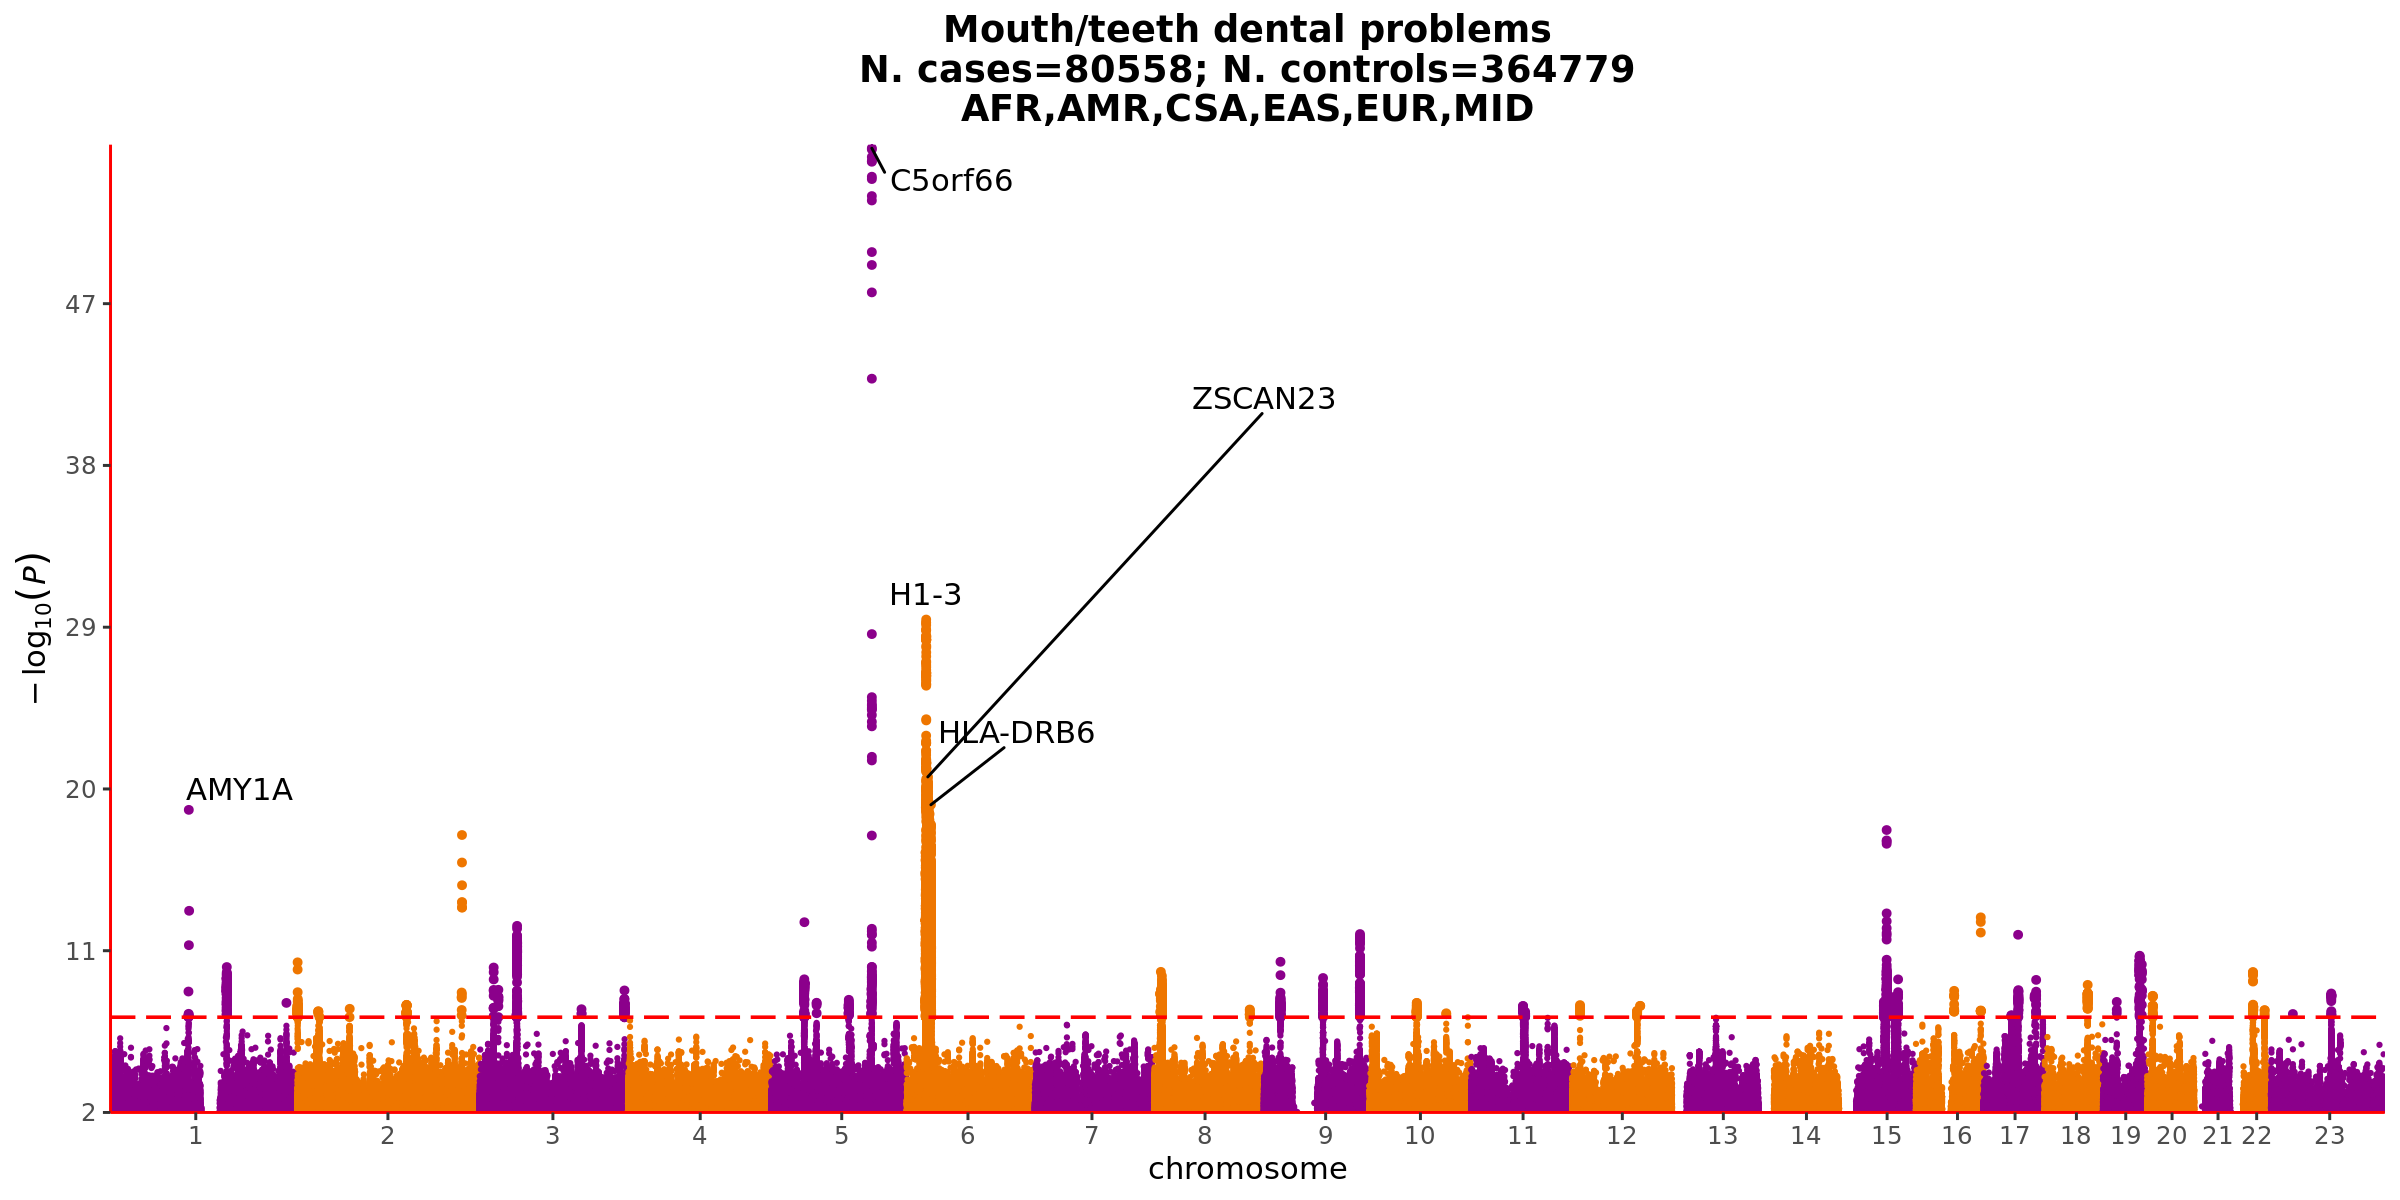 Mouth/teeth dental problems
N. cases=80558; N. controls=364779
AFR,AMR,CSA,EAS,EUR,MID
C5orf66
47
ZSCAN23
38
H1-3
29
−log10(P)
HLA-DRB6
AMY1A
20
11
2
1 2 3 4 5 6 7 8 9 10 11 12 13 14 15 16 17 18 19 20 21 22 23
chromosome